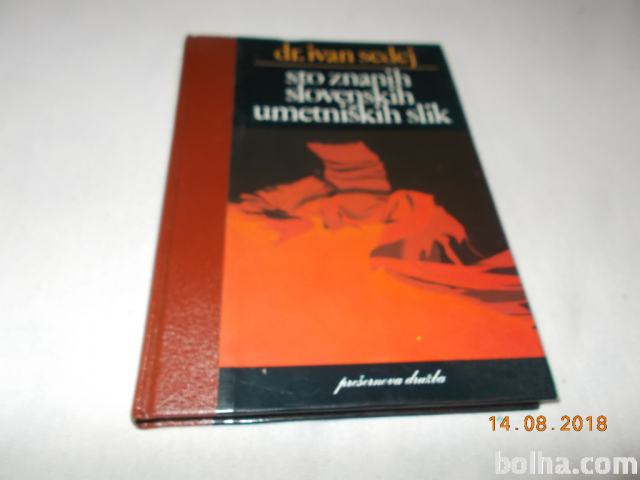 dr. ivan sedej
sto znanih
slovenskih
umetniških slik
prešernova družba
14.08.2018
bolha.com